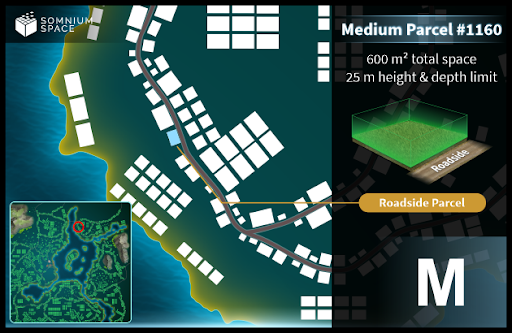 SOMNIUM
SPACE
Medium Parcel #1160
600 m² total space
25 m height & depth limit
Roadside
Roadside Parcel
M